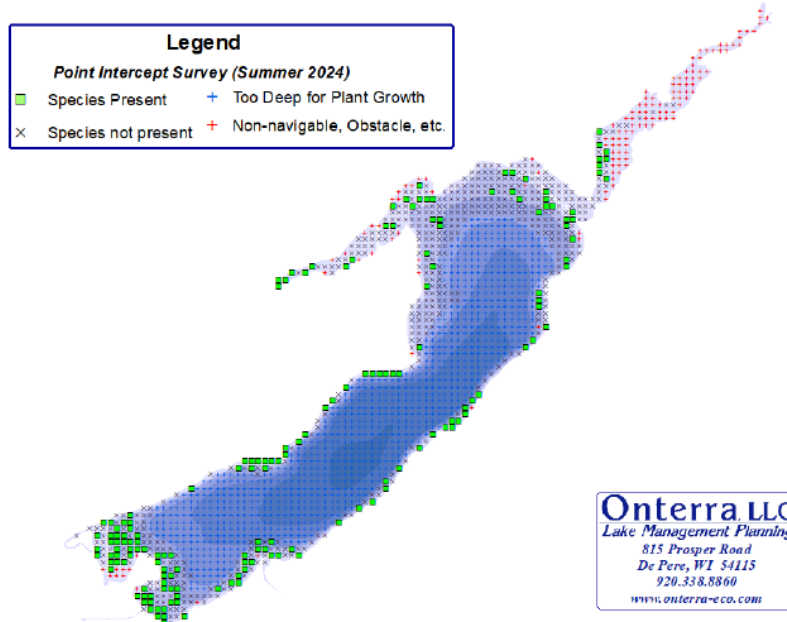 Legend
Point Intercept Survey (Summer 2024)
Species Present
Too Deep for Plant Growth
Species not present
Non-navigable, Obstacle, etc.
Onterra, LLC
Lake Management Planning
815 Prosper Road
De Pere, WI 54115
920.338.8860
www.onterra-eco.com